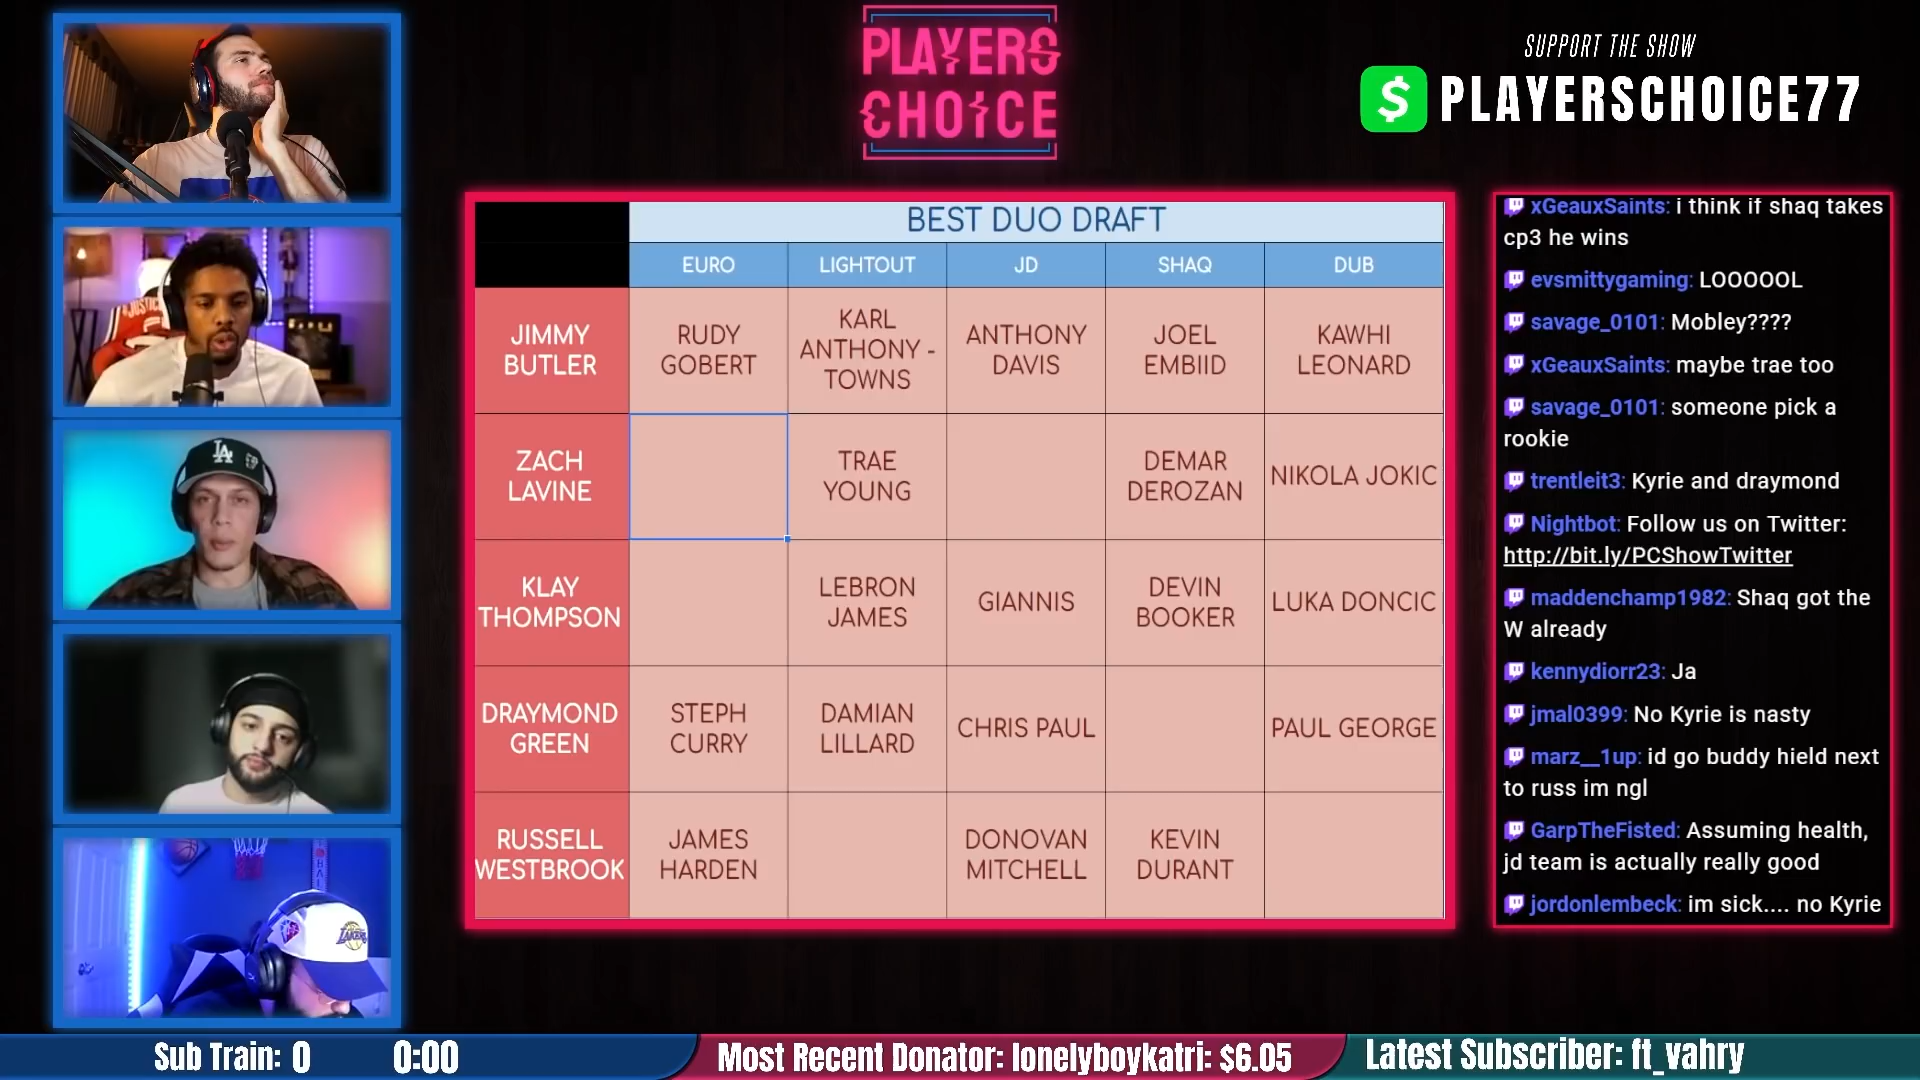 PLAYERS
CHOICE
SUPPORT THE SHOW
$ PLAYERSCHOICE77
BEST DUO DRAFT
EURO LIGHTOUT JD SHAQ DUB
JIMMY
BUTLER
RUDY
GOBERT
KARL
ANTHONY -
TOWNS
ANTHONY
DAVIS
JOEL
EMBIID
KAWHI
LEONARD
ZACH
LAVINE
TRAE
YOUNG
DEMAR
DEROZAN
NIKOLA JOKIC
KLAY
THOMPSON
LEBRON
JAMES
GIANNIS
DEVIN
BOOKER
LUKA DONCIC
DRAYMOND
GREEN
STEPH
CURRY
DAMIAN
LILLARD
CHRIS PAUL
PAUL GEORGE
RUSSELL
WESTBROOK
JAMES
HARDEN
DONOVAN
MITCHELL
KEVIN
DURANT
xGeauxSaints: i think if shaq takes
cp3 he wins
evsmittygaming: LOOOOOL
savage_0101: Mobley????
xGeauxSaints: maybe trae too
savage_0101: someone pick a
rookie
trentleit3: Kyrie and draymond
Nightbot: Follow us on Twitter:
http://bit.ly/PCShowTwitter
maddenchamp1982: Shaq got the
W already
kennydiorr23: Ja
jmal0399: No Kyrie is nasty
marz__1up: id go buddy hield next
to russ im ngl
GarpTheFisted: Assuming health,
jd team is actually really good
jordonlembeck: im sick.... no Kyrie
#JUSTICE
LA
LAKERS
Sub Train: 0 0:00
Most Recent Donator: lonelyboykatri: $6.05
Latest Subscriber: ft_vahry